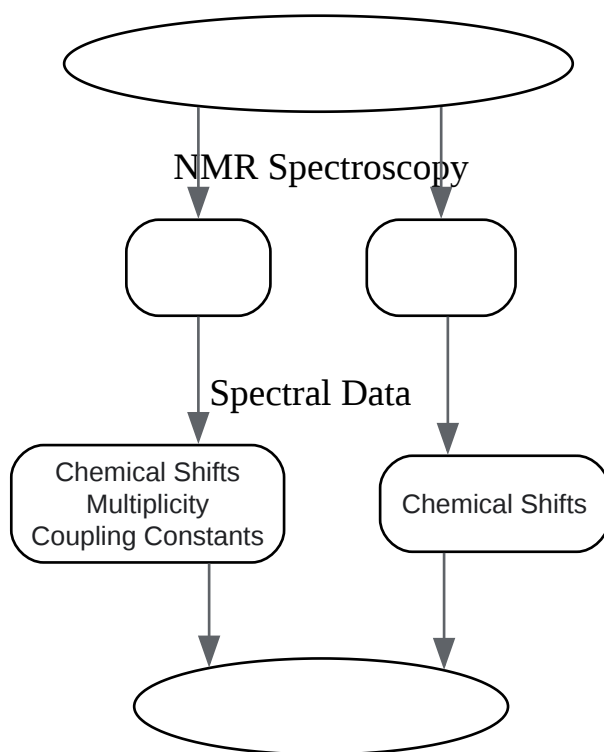 NMR Spectroscopy
Spectral Data
Chemical Shifts
Multiplicity
Coupling Constants
Chemical Shifts